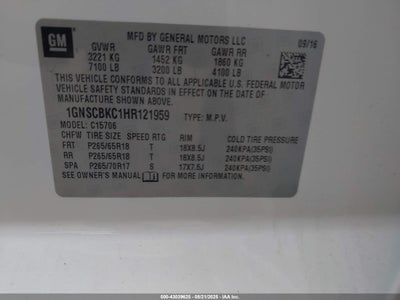 GM
MFD BY GENERAL MOTORS LLC
09/16
GVWR GAWR FRT GAWR RR
3221 KG 1452 KG 1860 KG
7100 LB 3200 LB 4100 LB
THIS VEHICLE CONFORMS TO ALL APPLICABLE U.S. FEDERAL MOTOR
VEHICLE SAFETY STANDARDS IN EFFECT ON THE DATE OF
MANUFACTURE SHOWN ABOVE.
1GNSCBKC1HR121959 TYPE: M.P.V.
MODEL: C15706
CHFW TIRE SIZE SPEED RTG RIM COLD TIRE PRESSURE
FRT P265/65R18 T 18X8.5J 240KPA(35PSI)
RR P265/65R18 T 18X8.5J 240KPA(35PSI)
SPA P265/70R17 S 17X7.5J 240KPA(35PSI)
SEE OWNER'S MANUAL FOR ADDITIONAL INFORMATION.
500-43039625 - 08/21/2025 - IAA Inc.